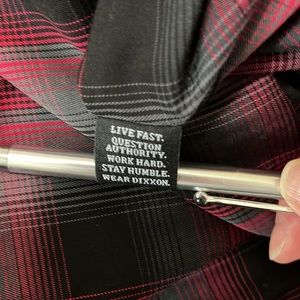 LIVE FAST.
QUESTION
AUTHORITY.
WORK HARD.
STAY HUMBLE.
WEAR DIXXON.